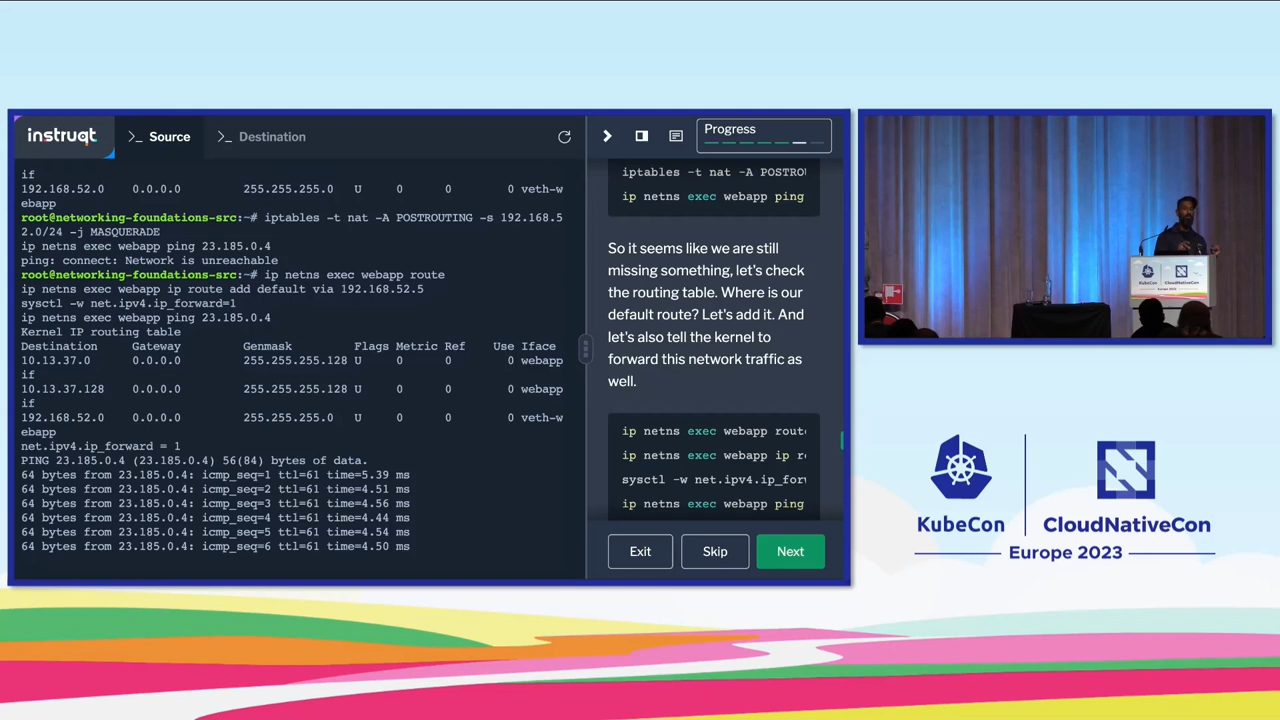 instruqt
>_ Source
>_ Destination
if
192.168.52.0 0.0.0.0 255.255.255.0 U 0 0 0 veth-w
ebapp
root@networking-foundations-src:~# iptables -t nat -A POSTROUTING -s 192.168.5
2.0/24 -j MASQUERADE
ip netns exec webapp ping 23.185.0.4
ping: connect: Network is unreachable
root@networking-foundations-src:~# ip netns exec webapp route
ip netns exec webapp ip route add default via 192.168.52.5
sysctl -w net.ipv4.ip_forward=1
ip netns exec webapp ping 23.185.0.4
Kernel IP routing table
Destination Gateway Genmask Flags Metric Ref Use Iface
10.13.37.0 0.0.0.0 255.255.255.128 U 0 0 0 webapp
if
10.13.37.128 0.0.0.0 255.255.255.128 U 0 0 0 webapp
if
192.168.52.0 0.0.0.0 255.255.255.0 U 0 0 0 veth-w
ebapp
net.ipv4.ip_forward = 1
PING 23.185.0.4 (23.185.0.4) 56(84) bytes of data.
64 bytes from 23.185.0.4: icmp_seq=1 ttl=61 time=5.39 ms
64 bytes from 23.185.0.4: icmp_seq=2 ttl=61 time=4.51 ms
64 bytes from 23.185.0.4: icmp_seq=3 ttl=61 time=4.56 ms
64 bytes from 23.185.0.4: icmp_seq=4 ttl=61 time=4.44 ms
64 bytes from 23.185.0.4: icmp_seq=5 ttl=61 time=4.54 ms
64 bytes from 23.185.0.4: icmp_seq=6 ttl=61 time=4.50 ms
Progress
iptables -t nat -A POSTROU
ip netns exec webapp ping
So it seems like we are still
missing something, let's check
the routing table. Where is our
default route? Let's add it. And
let's also tell the kernel to
forward this network traffic as
well.
ip netns exec webapp route
ip netns exec webapp ip ro
sysctl -w net.ipv4.ip_for
ip netns exec webapp ping
Exit
Skip
Next
KubeCon
CloudNativeCon
Europe 2023
KubeCon
CloudNativeCon
Europe 2023